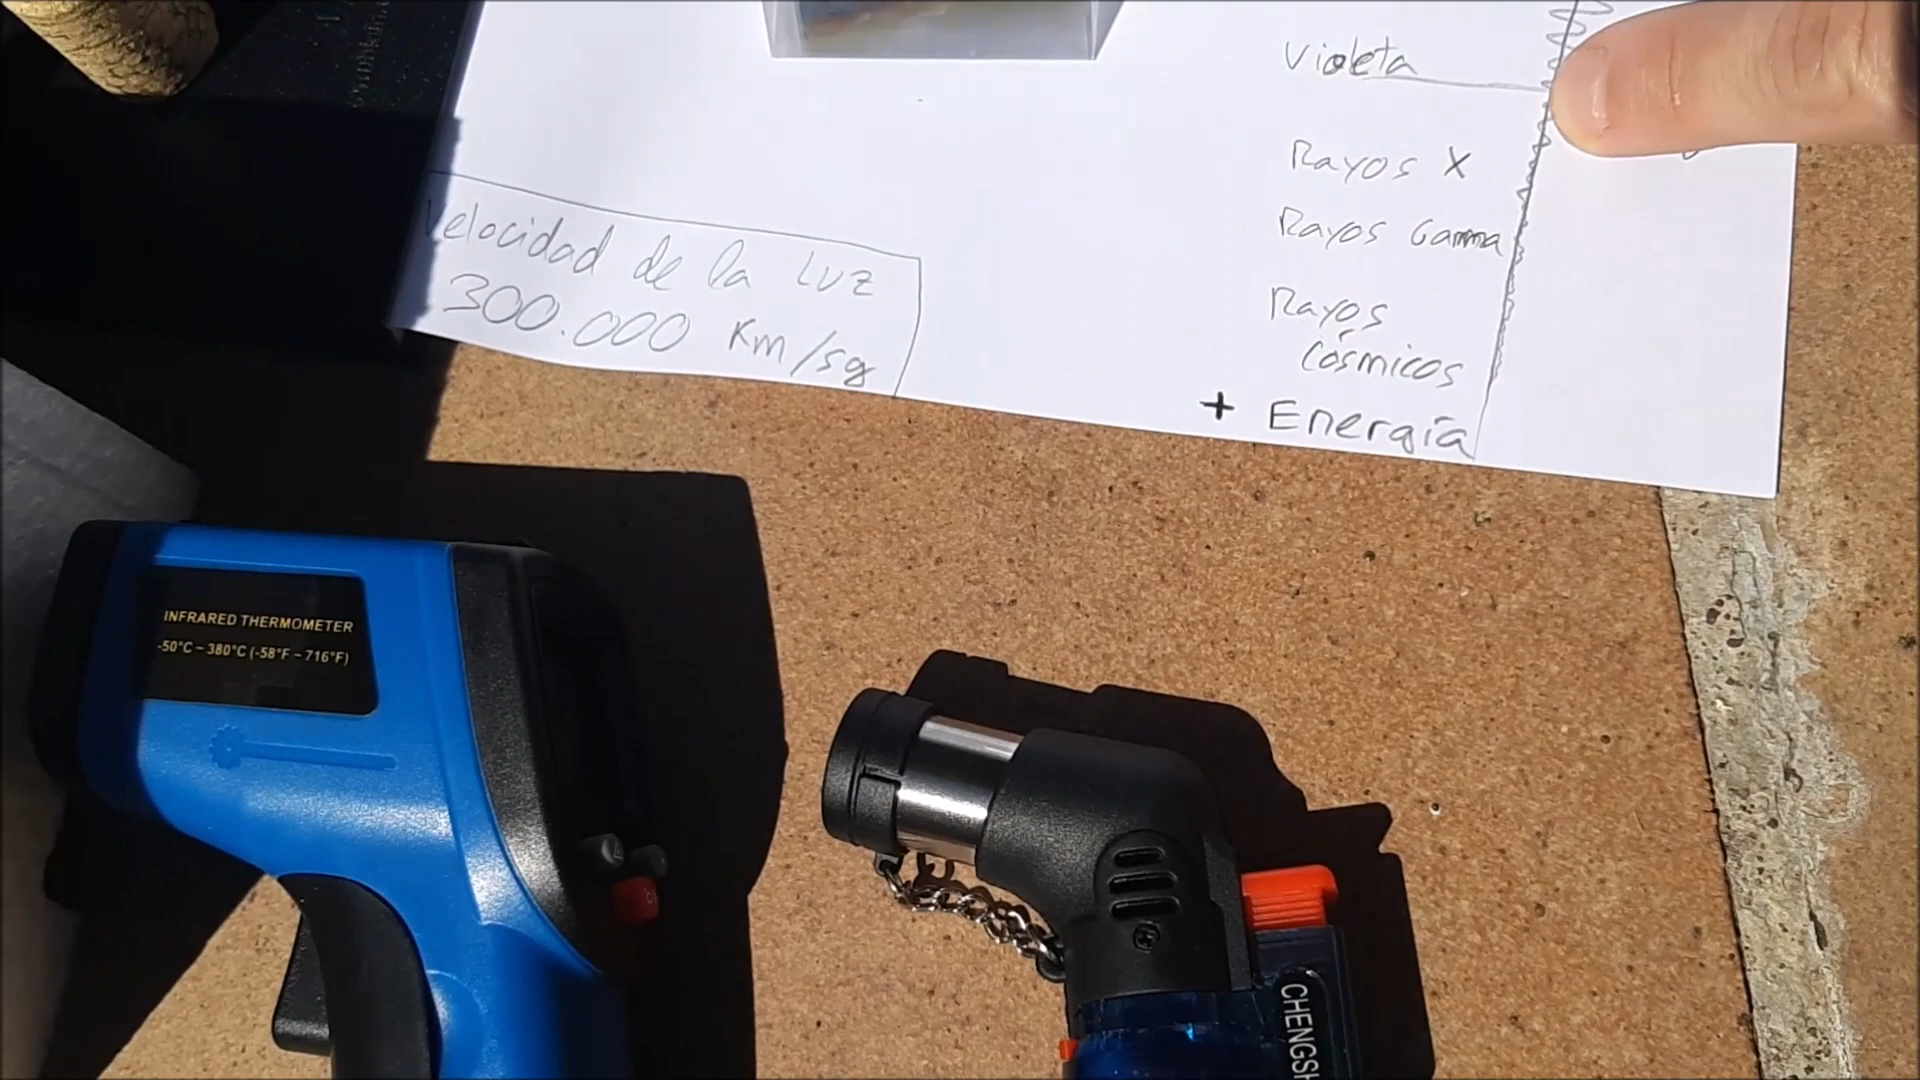 Violeta
Rayos X
Rayos Gamma
Rayos
Cósmicos
+ Energía
Velocidad de la Luz
300.000 Km/sg
INFRARED THERMOMETER
-50°C ~ 380°C (-58°F ~ 716°F)